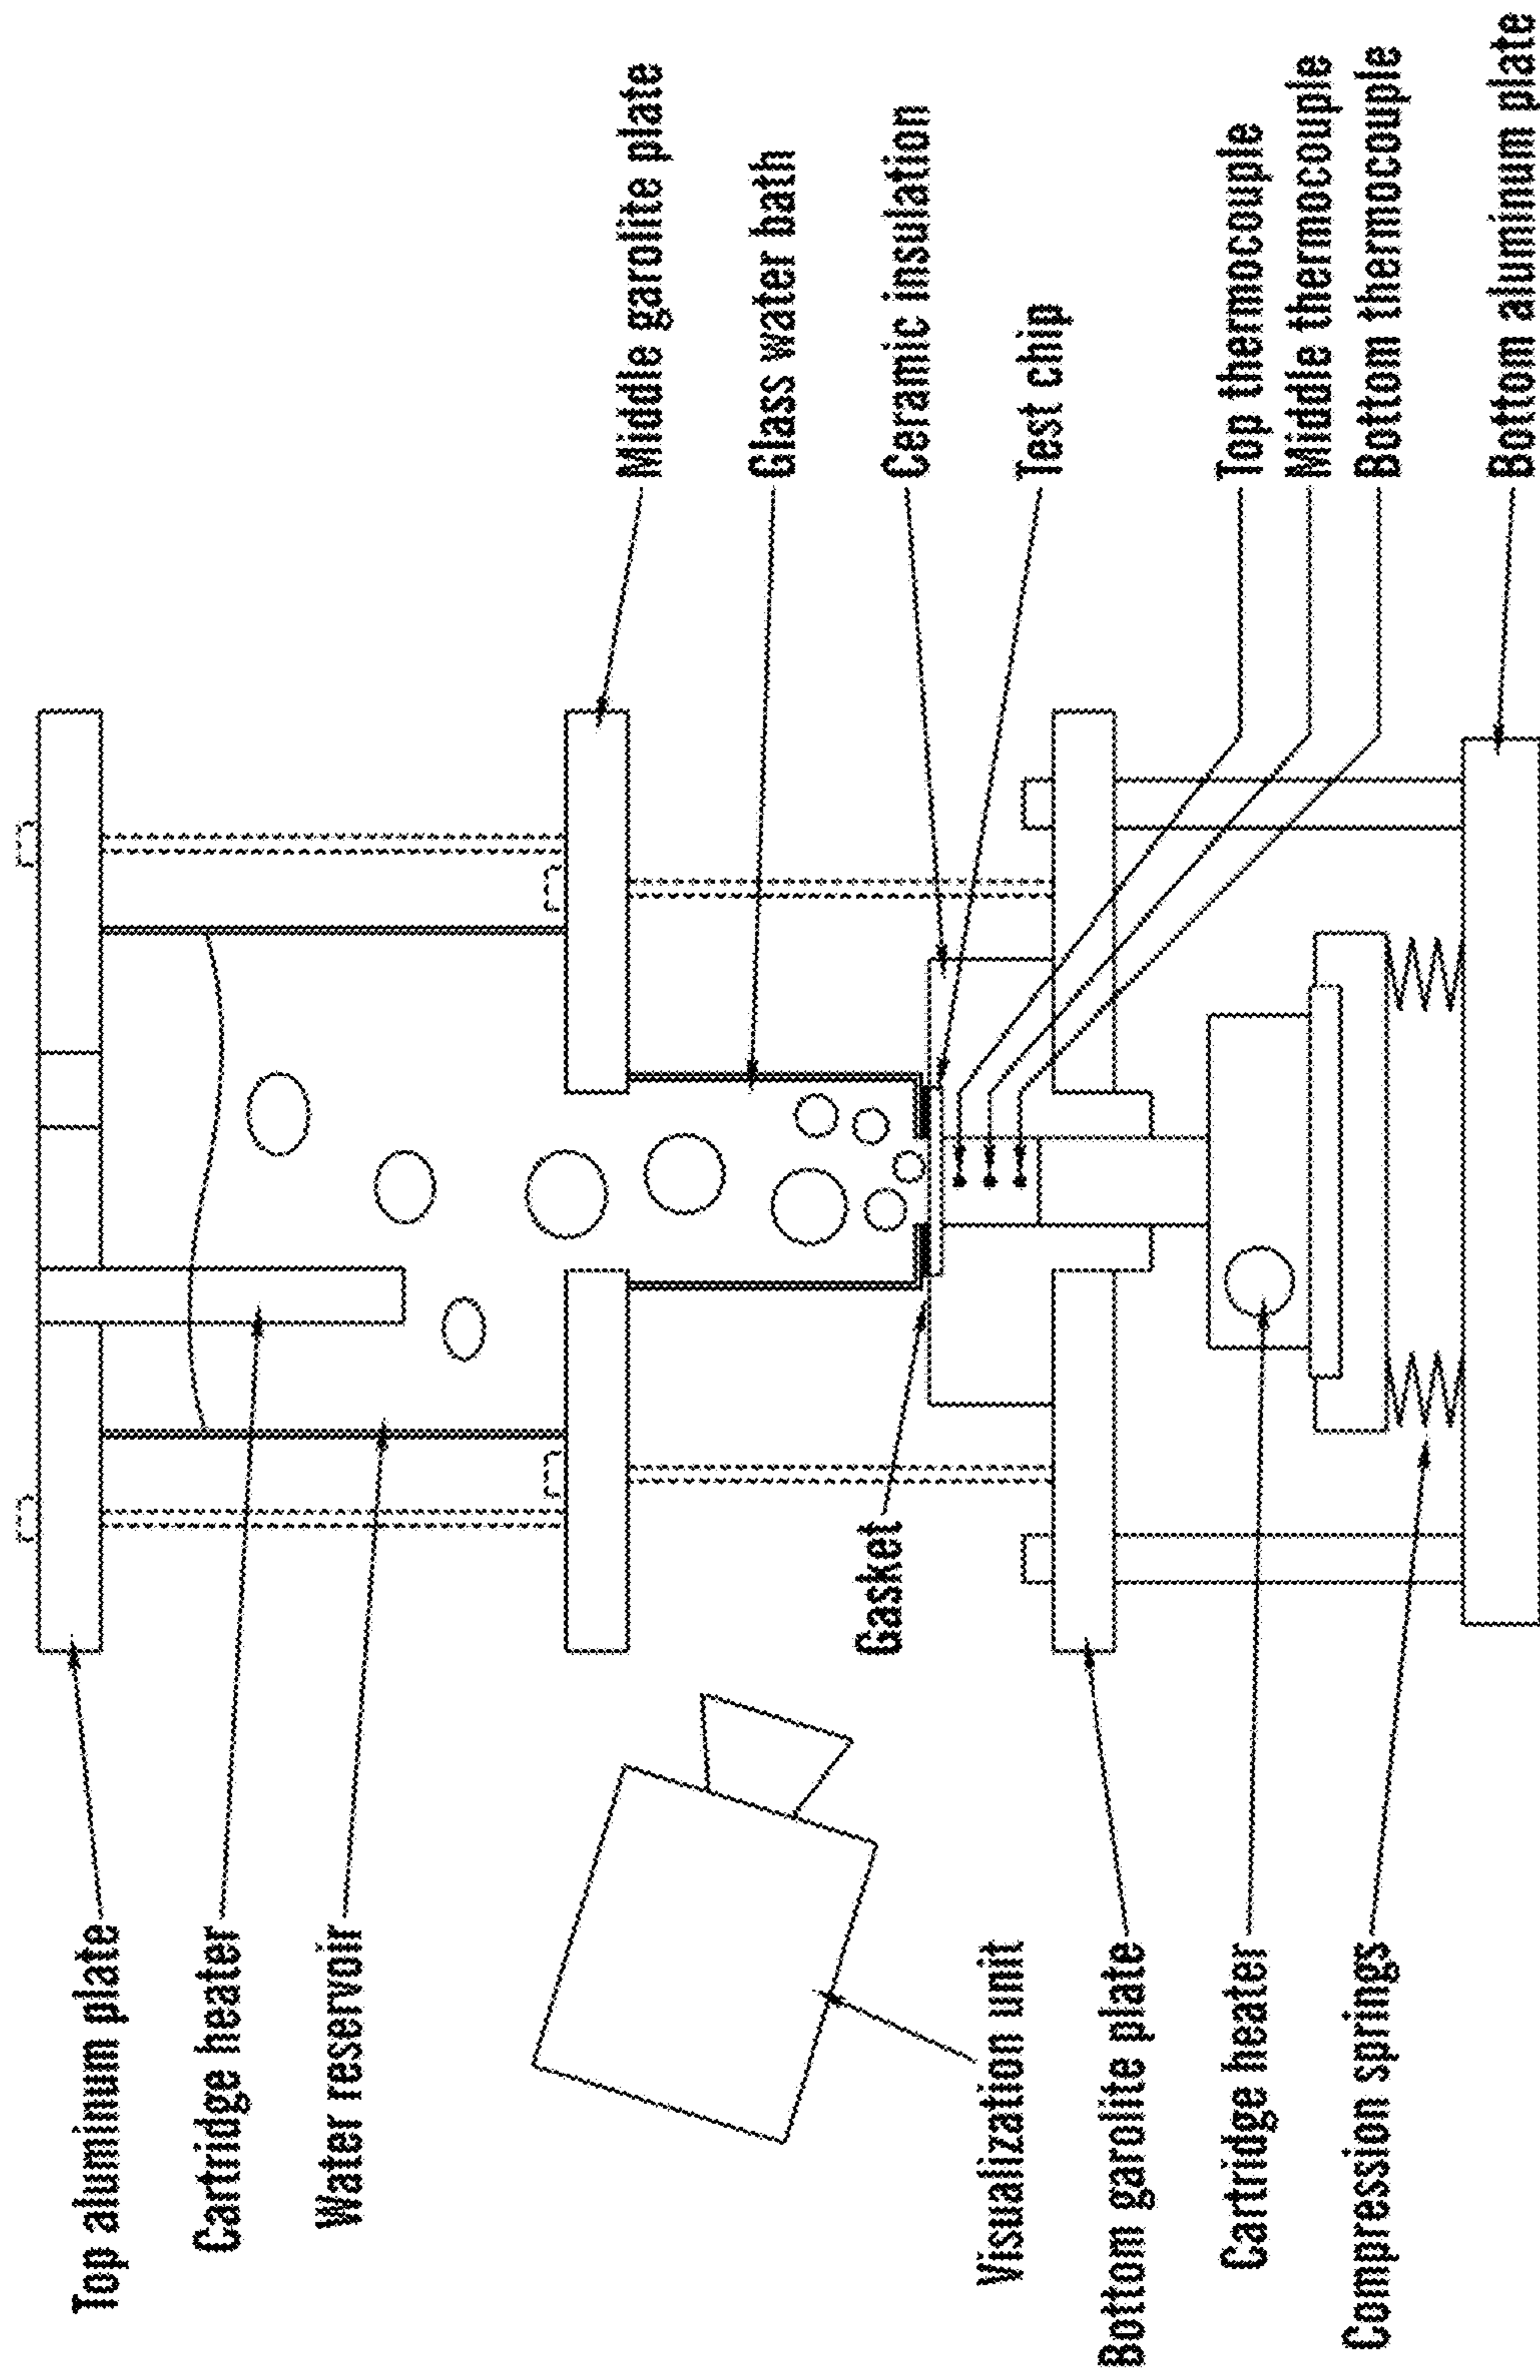 Top aluminum plate
Cartridge heater
Water reservoir
Visualization unit
Bottom garolite plate
Cartridge heater
Compression springs
Gasket
Middle garolite plate
Glass water bath
Ceramic insulation
Test chip
Top thermocouple
Middle thermocouple
Bottom thermocouple
Bottom aluminum plate